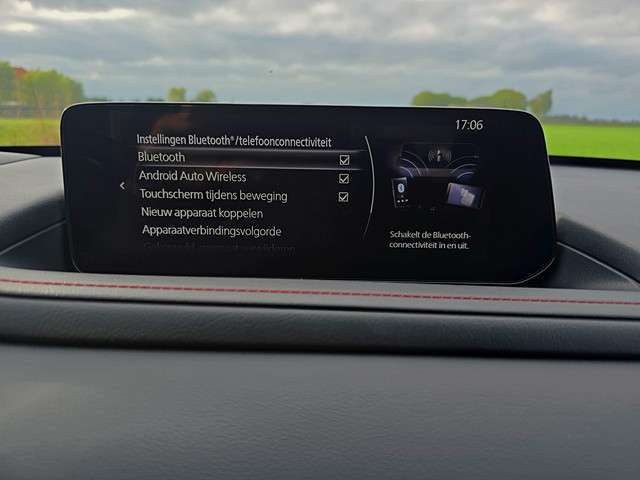 17:06
Instellingen Bluetooth®/telefoonconnectiviteit
Bluetooth
Android Auto Wireless
Touchscherm tijdens beweging
Nieuw apparaat koppelen
Apparaatverbindingsvolgorde
Schakelt de Bluetooth-
connectiviteit in en uit.